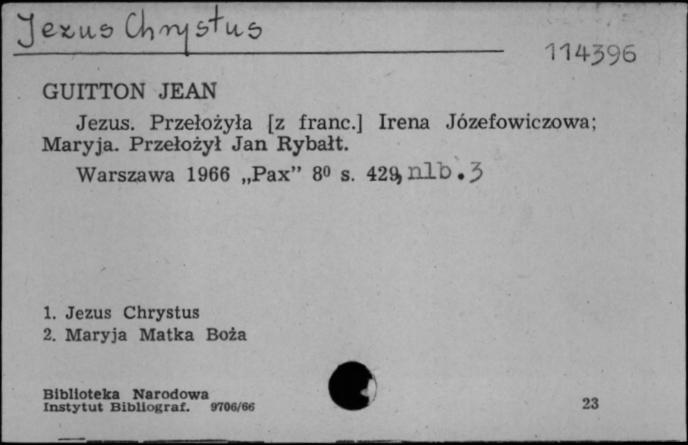 Jezus Chrystus
114396
GUITTON JEAN
Jezus. Przełożyła [z franc.] Irena Józefowiczowa;
Maryja. Przełożył Jan Rybałt.
Warszawa 1966 „Pax” 8⁰ s. 429, nlb. 3
1. Jezus Chrystus
2. Maryja Matka Boża
Biblioteka Narodowa
Instytut Bibliograf. 9706/66
23